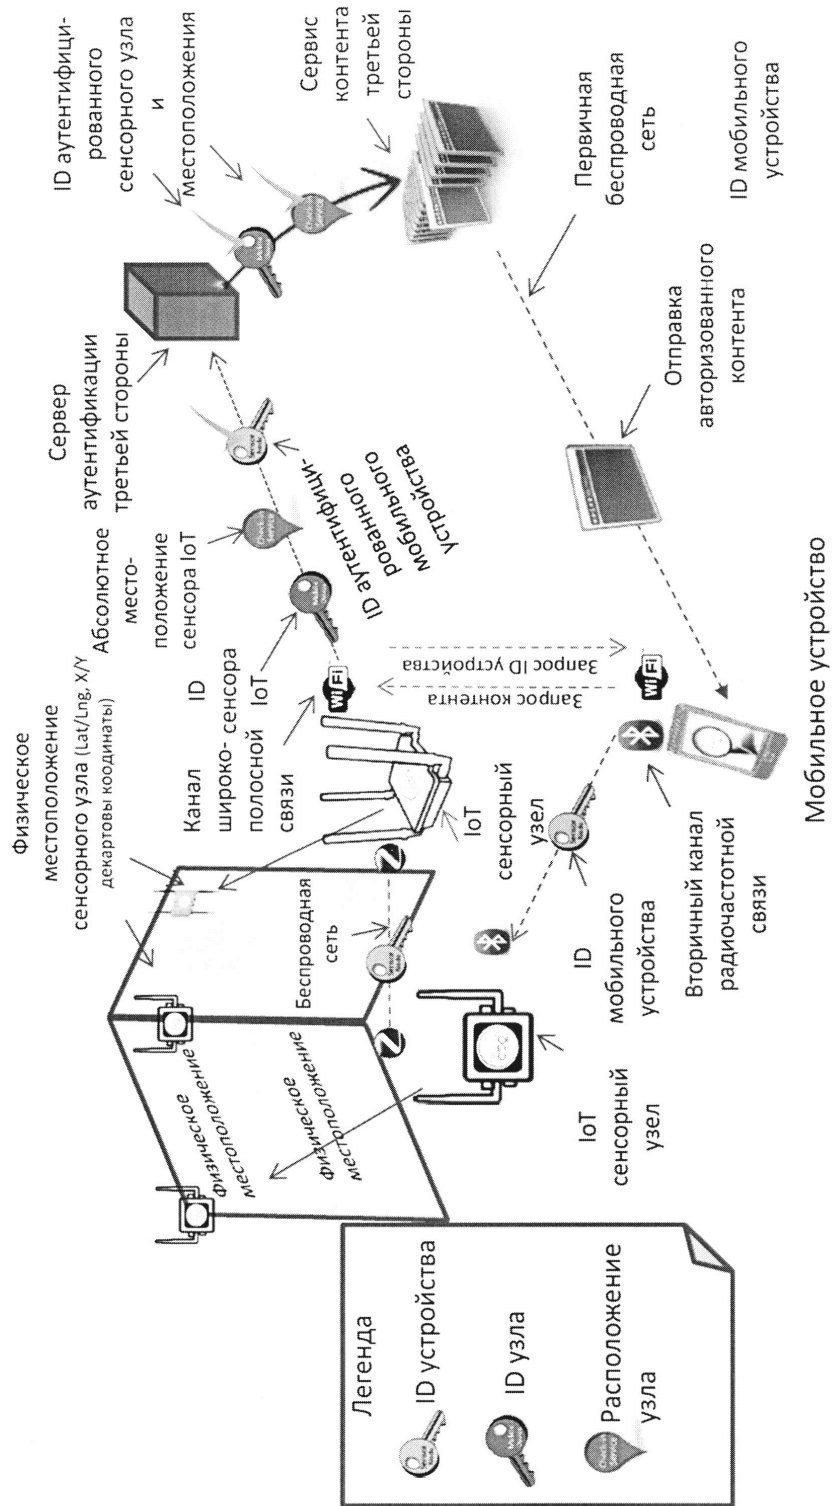 Физическое
местоположение
сенсорного узла (Lat/Lng, X/Y
декартовы коодинаты)
Абсолютное
место-
положение
сенсора IoT
Сервер
аутентификации
третьей стороны
ID аутентифици-
рованного
сенсорного узла
и
местоположения
Сервис
контента
третьей
стороны
Канал
широко-
полосной
связи
ID
сенсора
IoT
ID аутентифици-
рованного
мобильного
устройства
Физическое
местоположение
Физическое
местоположение
Беспроводная
сеть
IoT
сенсорный
узел
WiFi
Запрос контента
Запрос ID устройства
WiFi
Первичная
беспроводная
сеть
ID мобильного
устройства
Отправка
авторизованного
контента
IoT
сенсорный
узел
ID
мобильного
устройства
Вторичный канал
радиочастотной
связи
Мобильное устройство
Легенда
ID устройства
ID узла
Расположение
узла